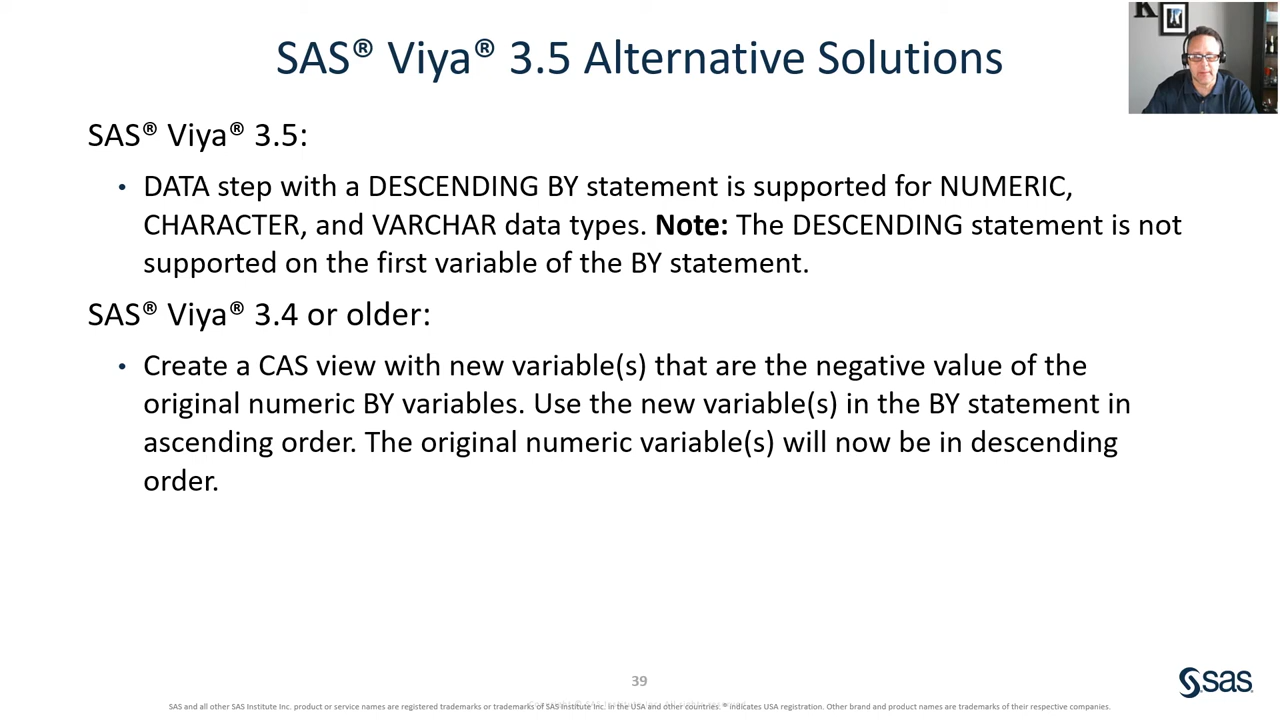 SAS® Viya® 3.5 Alternative Solutions
SAS® Viya® 3.5:
• DATA step with a DESCENDING BY statement is supported for NUMERIC,
CHARACTER, and VARCHAR data types. Note: The DESCENDING statement is not
supported on the first variable of the BY statement.
SAS® Viya® 3.4 or older:
• Create a CAS view with new variable(s) that are the negative value of the
original numeric BY variables. Use the new variable(s) in the BY statement in
ascending order. The original numeric variable(s) will now be in descending
order.
39
sas
SAS and all other SAS Institute Inc. product or service names are registered trademarks or trademarks of SAS Institute Inc. in the USA and other countries. ® indicates USA registration. Other brand and product names are trademarks of their respective companies.